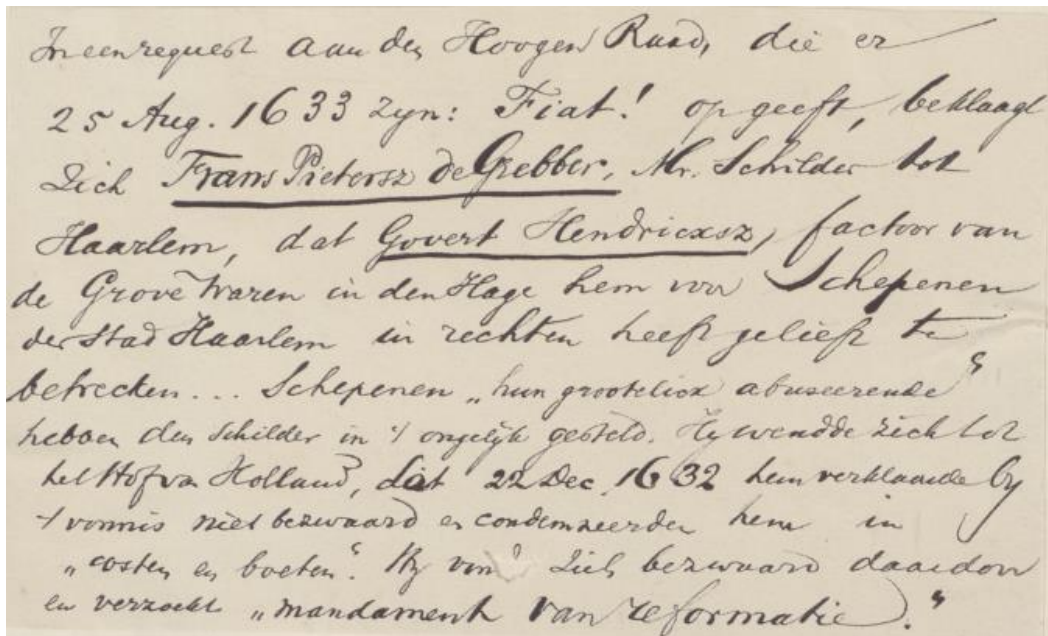 In een request aan den Hoogen Raad, die er
25 Aug. 1633 zyn: Fiat! op geeft, beklaagt
Zich Frans Pietersz de Grebber, Mr. Schilder tot
Haarlem, dat Govert Hendricxsz, factoor van
de Grove Waren in den Hage hem voor Schepenen
der Stad Haarlem in rechten heeft gelieft te
betrecken... Schepenen „hun grootelicx abuseerende"
hebben den Schilder in 't ongelijk gesteld. Hy wendde zich tot
het Hof van Holland, dat 22 Dec. 1632 hem verklaarde by
't vonnis niet bezwaard en condemneerden hem in
„costen en boeten". Hy vind zich bezwaard daardoor
en verzoekt „mandament van reformatie."